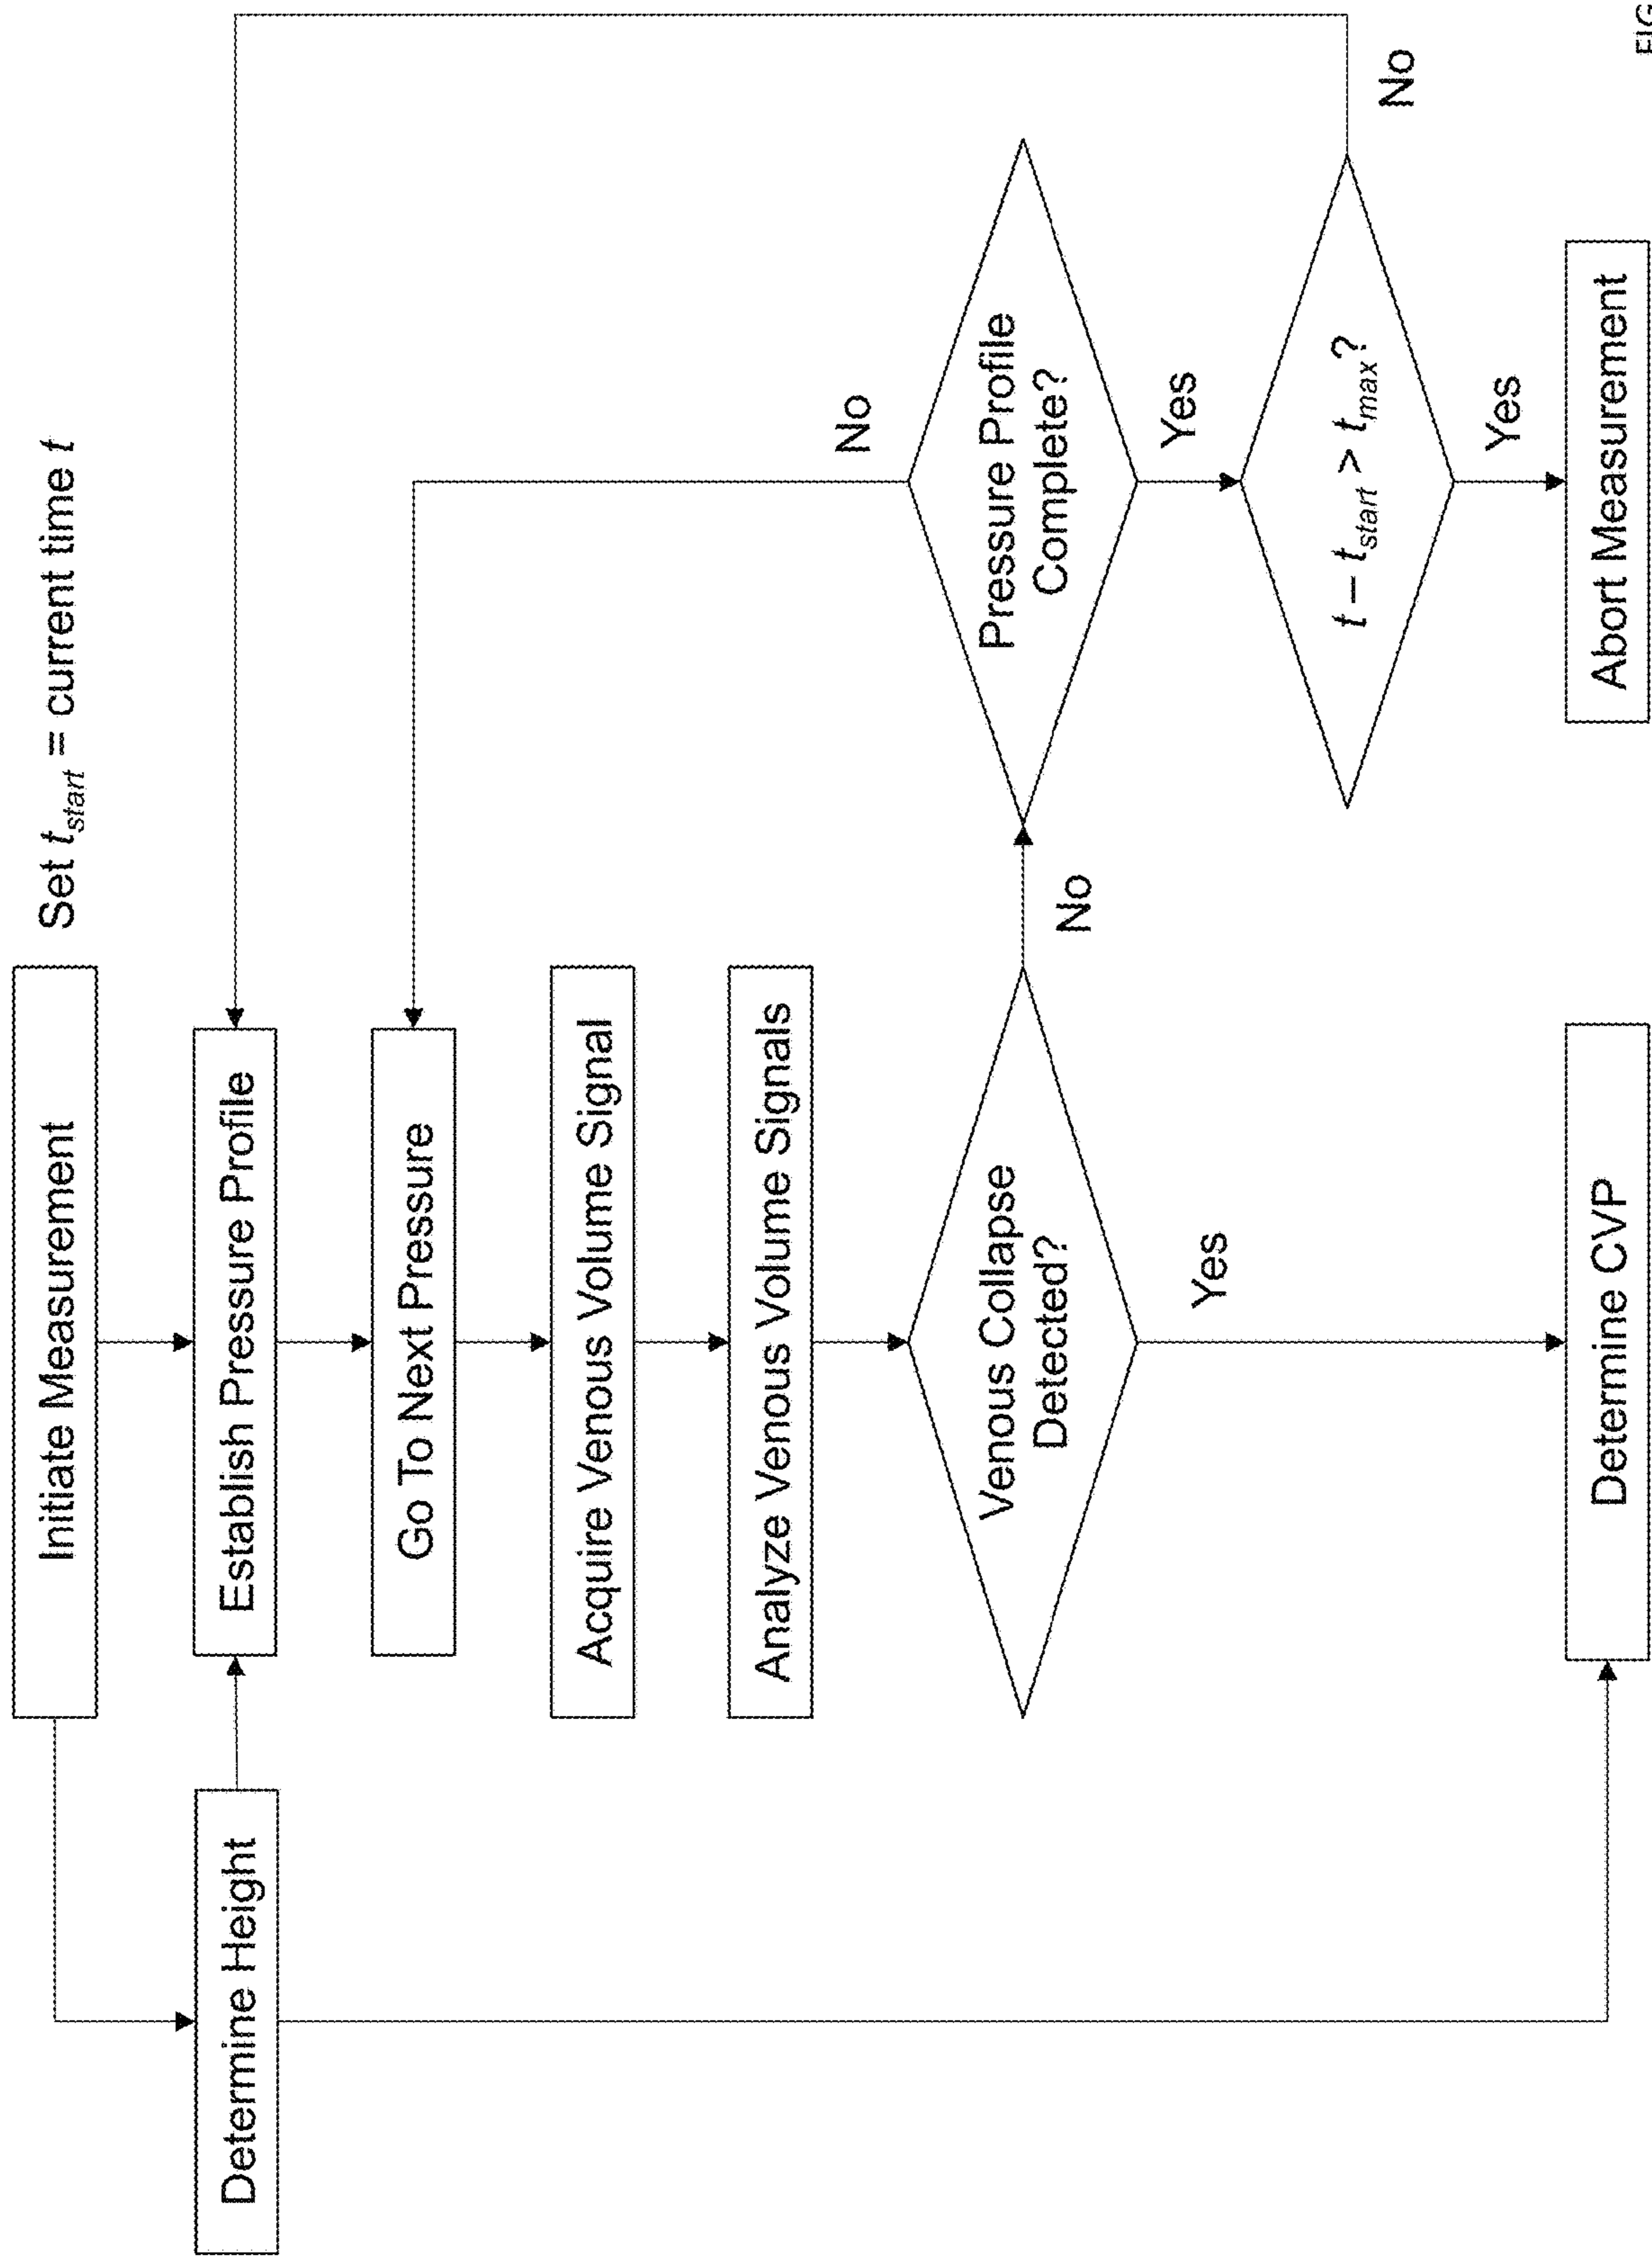 Initiate Measurement
Set t_start = current time t
Determine Height
Establish Pressure Profile
Go To Next Pressure
Acquire Venous Volume Signal
Analyze Venous Volume Signals
Venous Collapse
Detected?
No
Yes
Pressure Profile
Complete?
No
Yes
t – t_start > t_max?
No
Yes
Determine CVP
Abort Measurement
FIG